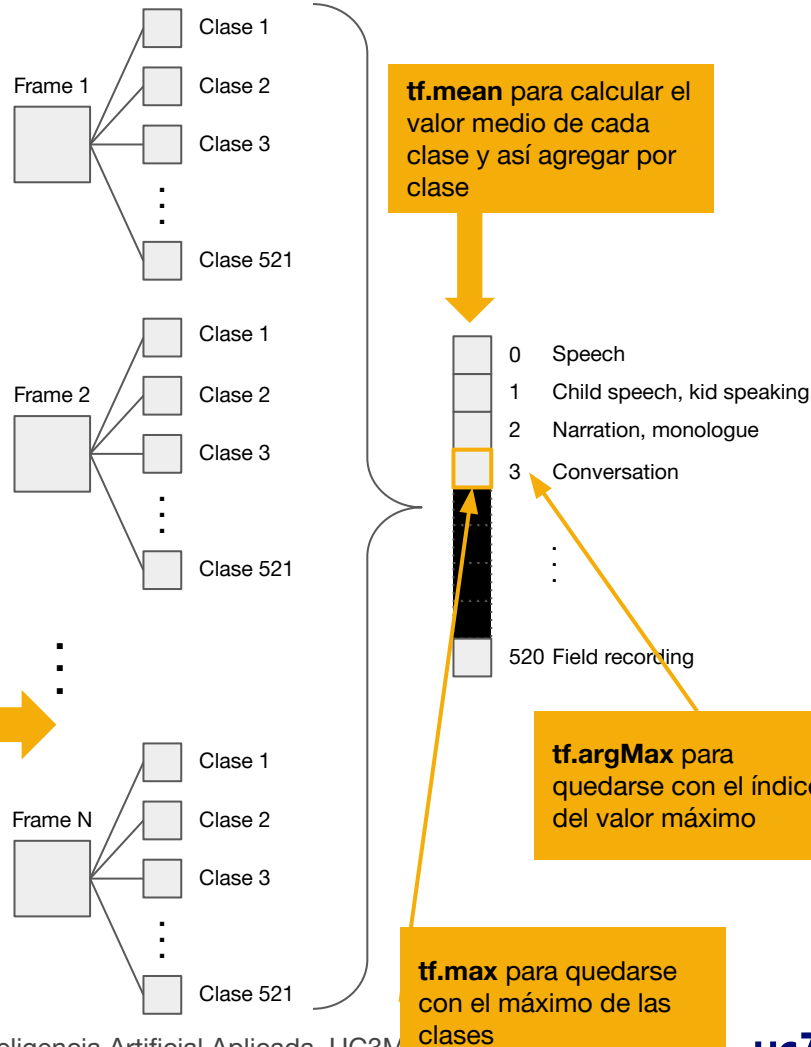 Frame 1
Clase 1
Clase 2
Clase 3
Clase 521
Frame 2
Clase 1
Clase 2
Clase 3
Clase 521
Frame N
Clase 1
Clase 2
Clase 3
Clase 521
tf.mean para calcular el
valor medio de cada
clase y así agregar por
clase
0 Speech
1 Child speech, kid speaking
2 Narration, monologue
3 Conversation
520 Field recording
tf.argMax para
quedarse con el índice
del valor máximo
tf.max para quedarse
con el máximo de las
clases
Artificial Aplicada